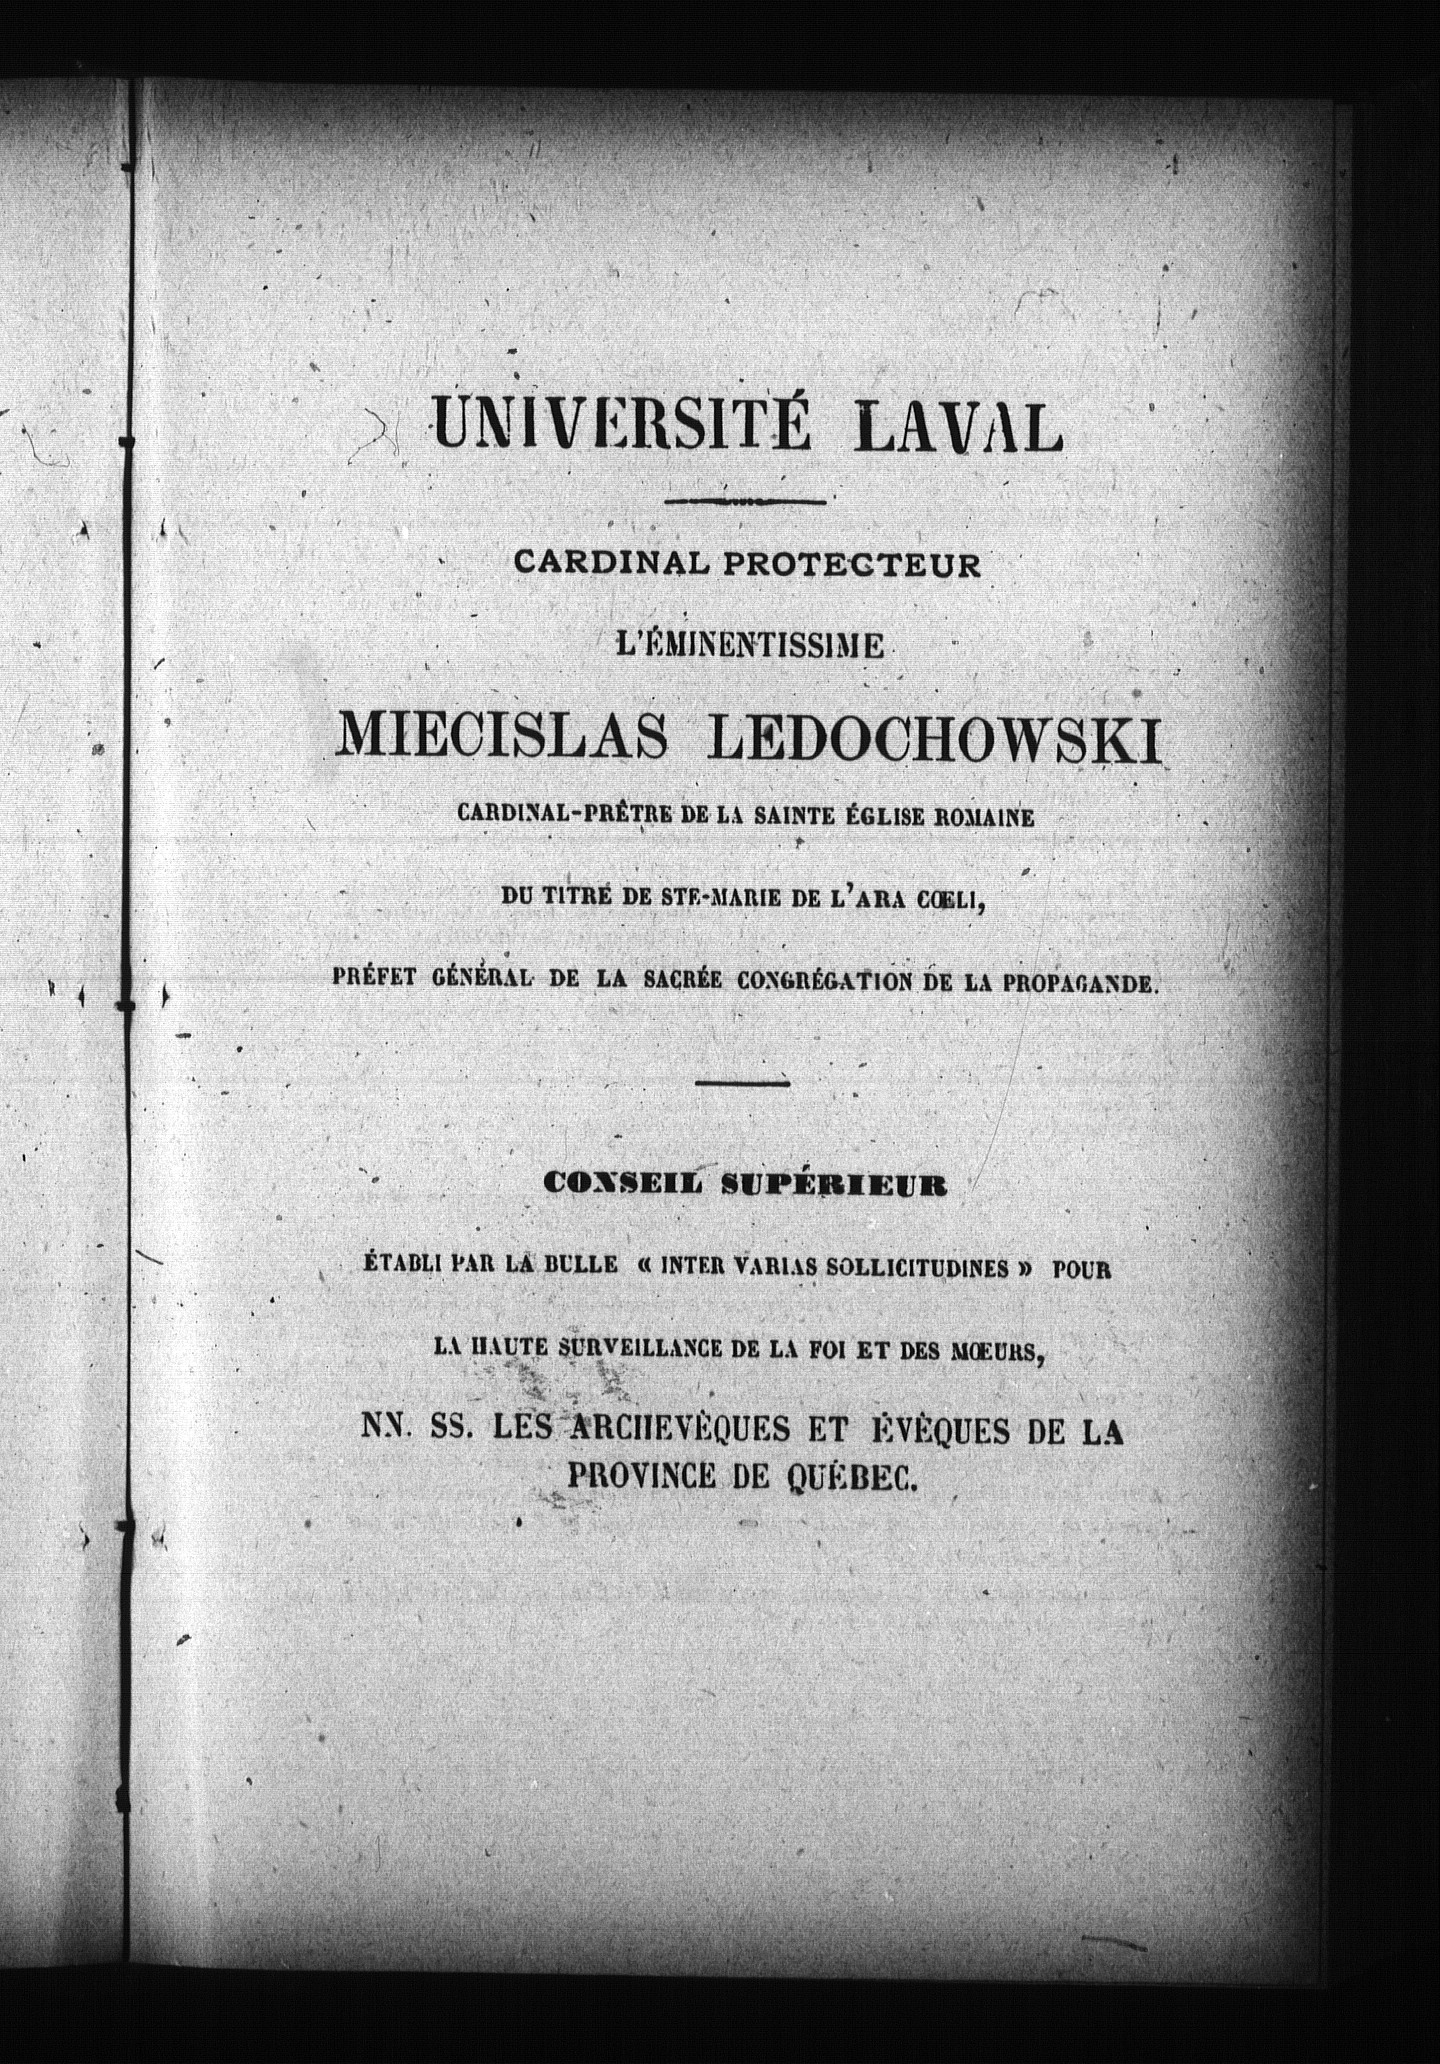 UNIVERSITÉ LAVAL
CARDINAL PROTECTEUR
L'ÉMINENTISSIME
MIECISLAS LEDOCHOWSKI
CARDINAL-PRÊTRE DE LA SAINTE ÉGLISE ROMAINE
DU TITRE DE STE-MARIE DE L'ARA CŒLI,
PRÉFET GÉNÉRAL DE LA SACRÉE CONGRÉGATION DE LA PROPAGANDE.
CONSEIL SUPÉRIEUR
ÉTABLI PAR LA BULLE « INTER VARIAS SOLLICITUDINES » POUR
LA HAUTE SURVEILLANCE DE LA FOI ET DES MŒURS,
NN. SS. LES ARCHEVÊQUES ET ÉVÊQUES DE LA
PROVINCE DE QUÉBEC.